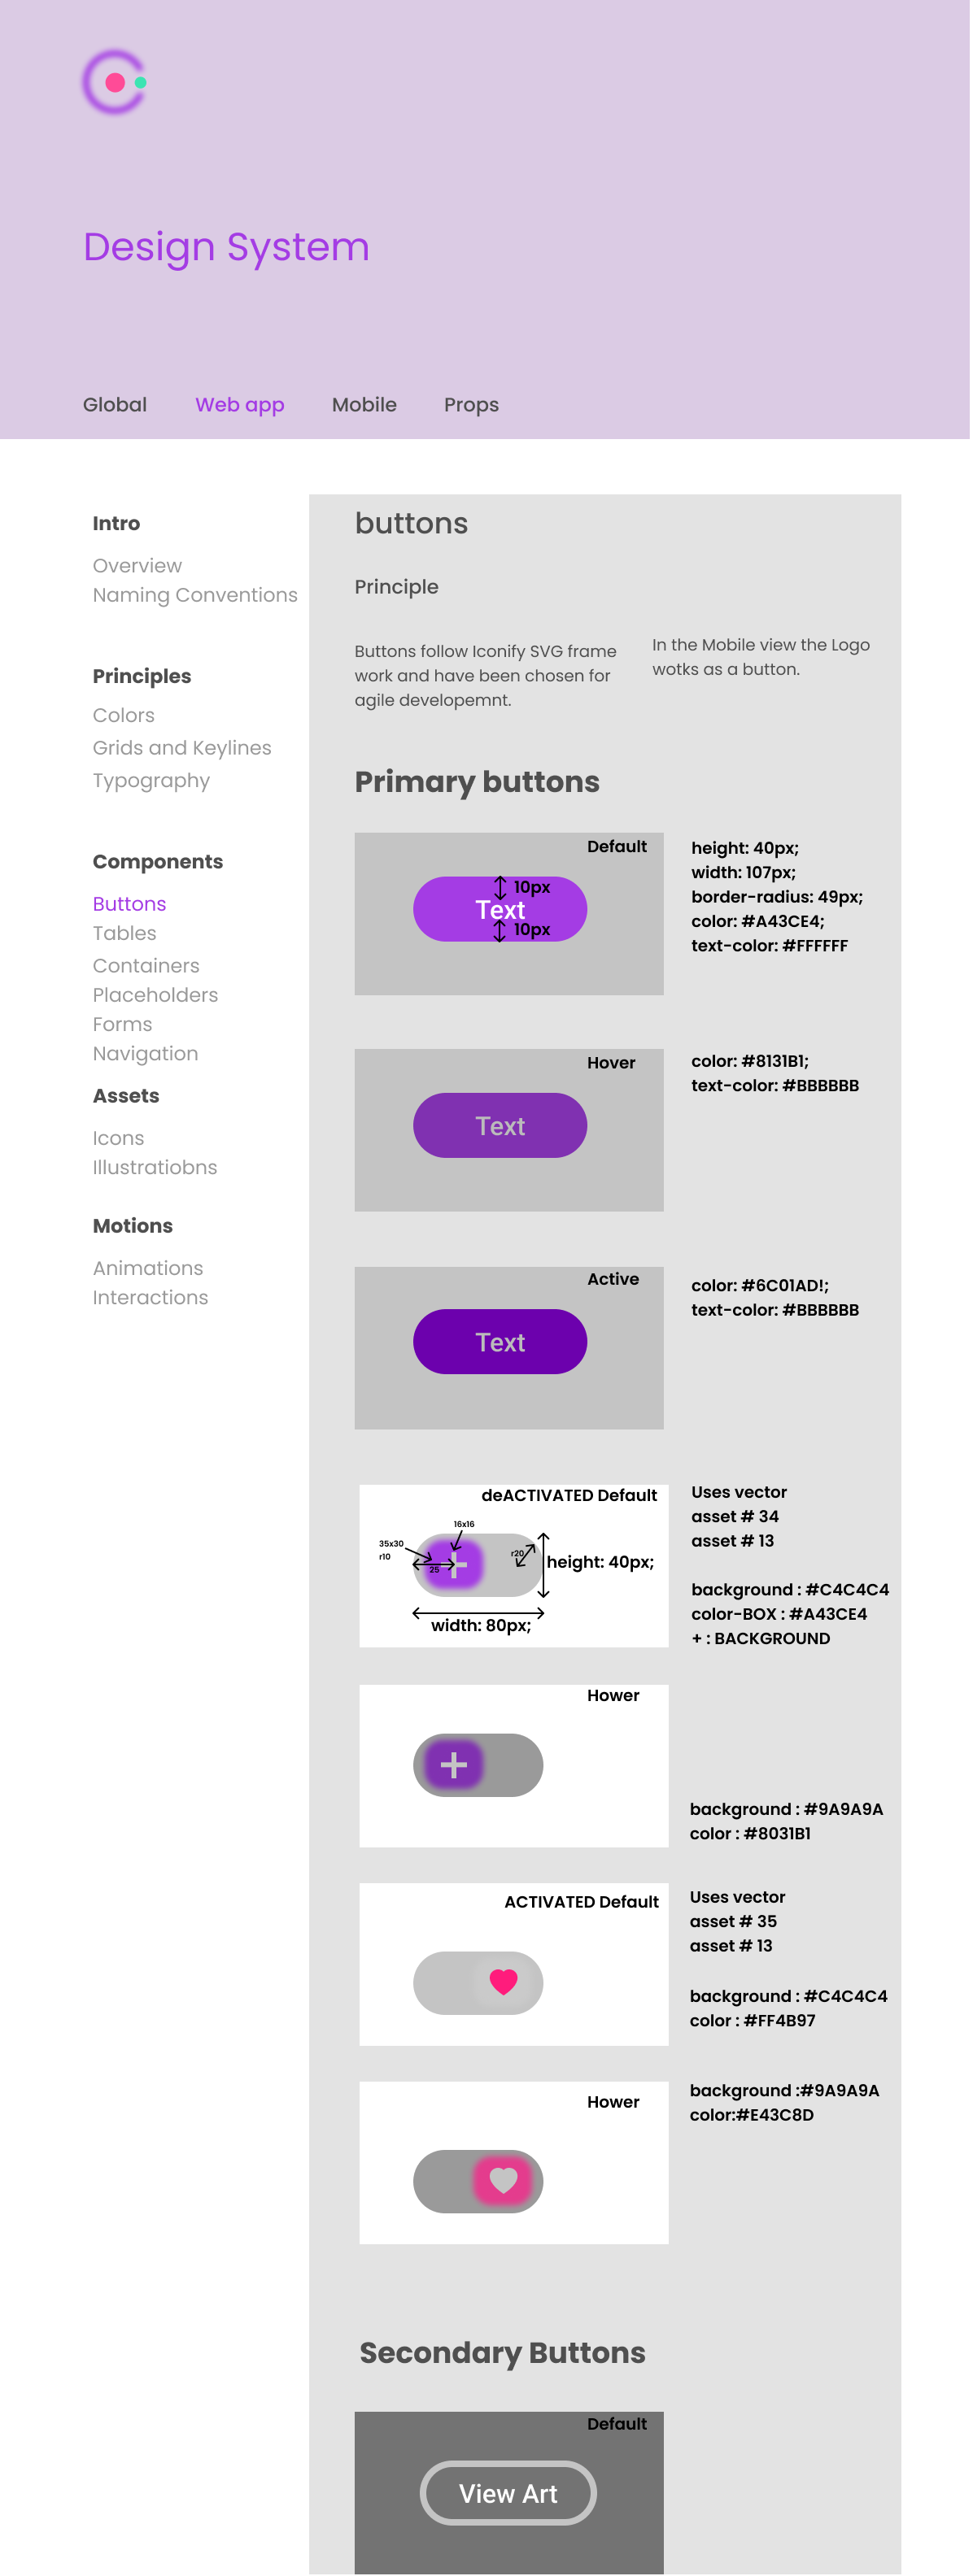 Design System
Global Web app Mobile Props
Intro
Overview
Naming Conventions
Principles
Colors
Grids and Keylines
Typography
Components
Buttons
Tables
Containers
Placeholders
Forms
Navigation
Assets
Icons
Illustratiobns
Motions
Animations
Interactions
buttons
Principle
Buttons follow Iconify SVG frame
work and have been chosen for
agile developemnt.
In the Mobile view the Logo
wotks as a button.
Primary buttons
Default
10px
Text
10px
height: 40px;
width: 107px;
border-radius: 49px;
color: #A43CE4;
text-color: #FFFFFF
Hover
Text
color: #8131B1;
text-color: #BBBBBB
Active
Text
color: #6C01AD!;
text-color: #BBBBBB
deACTIVATED Default
16x16
35x30
r10
25
r20
height: 40px;
width: 80px;
Uses vector
asset # 34
asset # 13
background : #C4C4C4
color-BOX : #A43CE4
+ : BACKGROUND
Hower
background : #9A9A9A
color : #8031B1
ACTIVATED Default
Uses vector
asset # 35
asset # 13
background : #C4C4C4
color : #FF4B97
Hower
background :#9A9A9A
color:#E43C8D
Secondary Buttons
Default
View Art